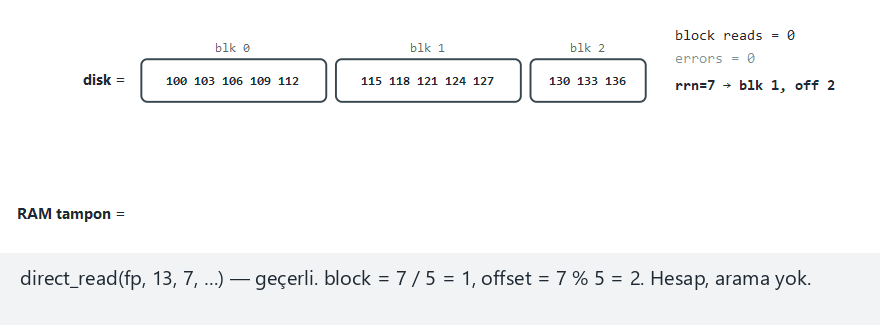 blk 0
blk 1
blk 2
block reads = 0
errors = 0
disk =
100 103 106 109 112
115 118 121 124 127
130 133 136
rrn=7 → blk 1, off 2
RAM tampon =
direct_read(fp, 13, 7, ...) — geçerli. block = 7 / 5 = 1, offset = 7 % 5 = 2. Hesap, arama yok.